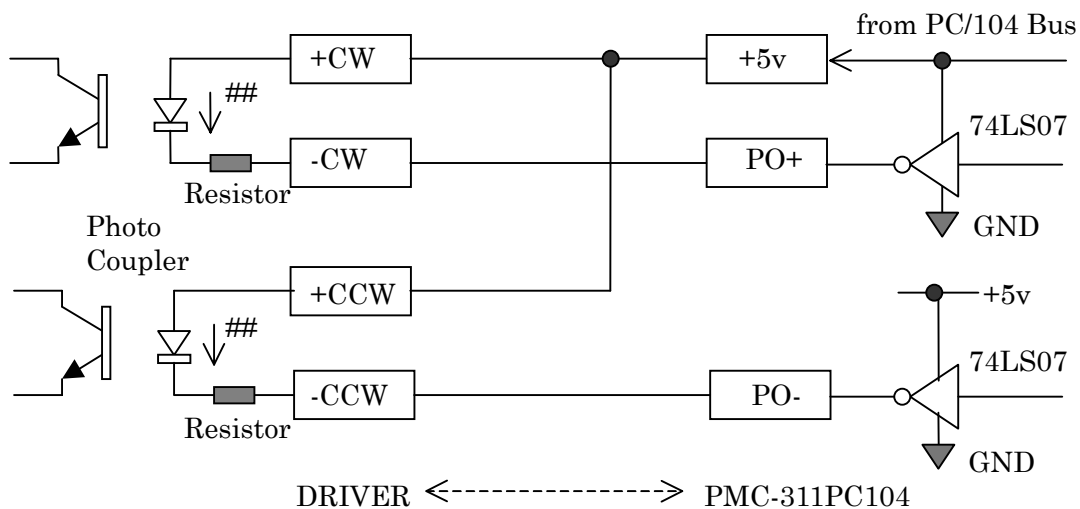 from PC/104 Bus
+CW
+5v
##
74LS07
-CW
PO+
Resistor
GND
Photo
Coupler
+CCW
+5v
##
74LS07
-CCW
PO-
Resistor
GND
DRIVER
PMC-311PC104